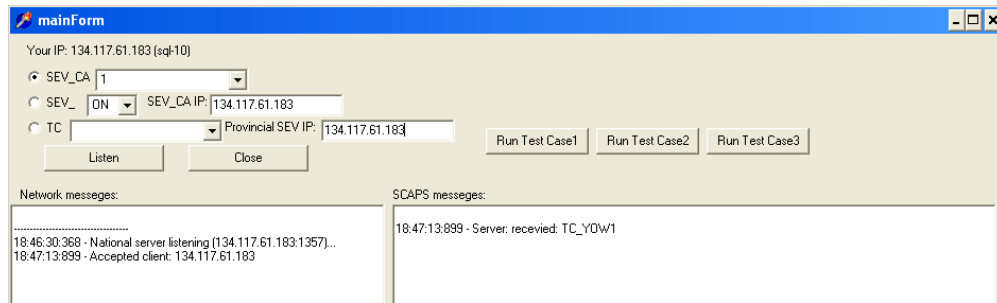 mainForm
Your IP: 134.117.61.183 (sql-10)
SEV_CA 1
SEV_ ON SEV_CA IP: 134.117.61.183
TC Provincial SEV IP: 134.117.61.183
Run Test Case1 Run Test Case2 Run Test Case3
Listen Close
Network messeges:
SCAPS messeges:
----------------------------------
18:46:30:368 - National server listening (134.117.61.183:1357)...
18:47:13:899 - Accepted client: 134.117.61.183
18:47:13:899 - Server: recevied: TC_YOW1